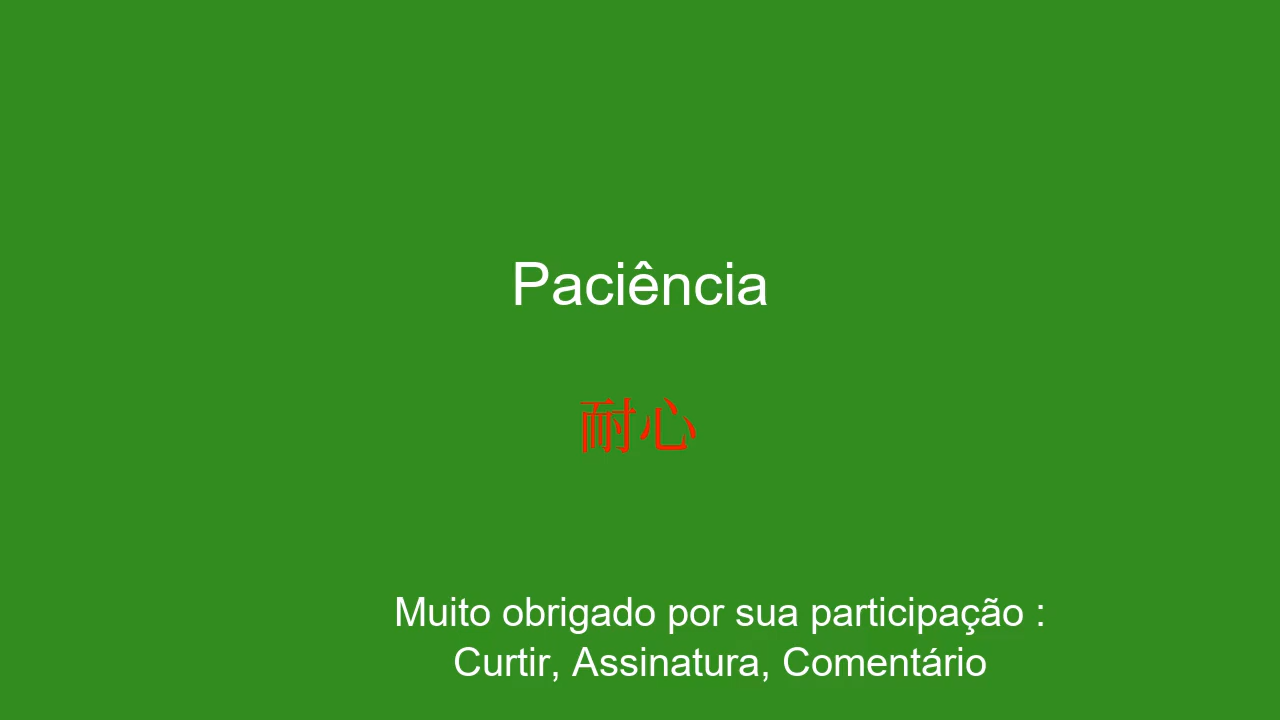 Paciência
耐心
Muito obrigado por sua participação :
Curtir, Assinatura, Comentário